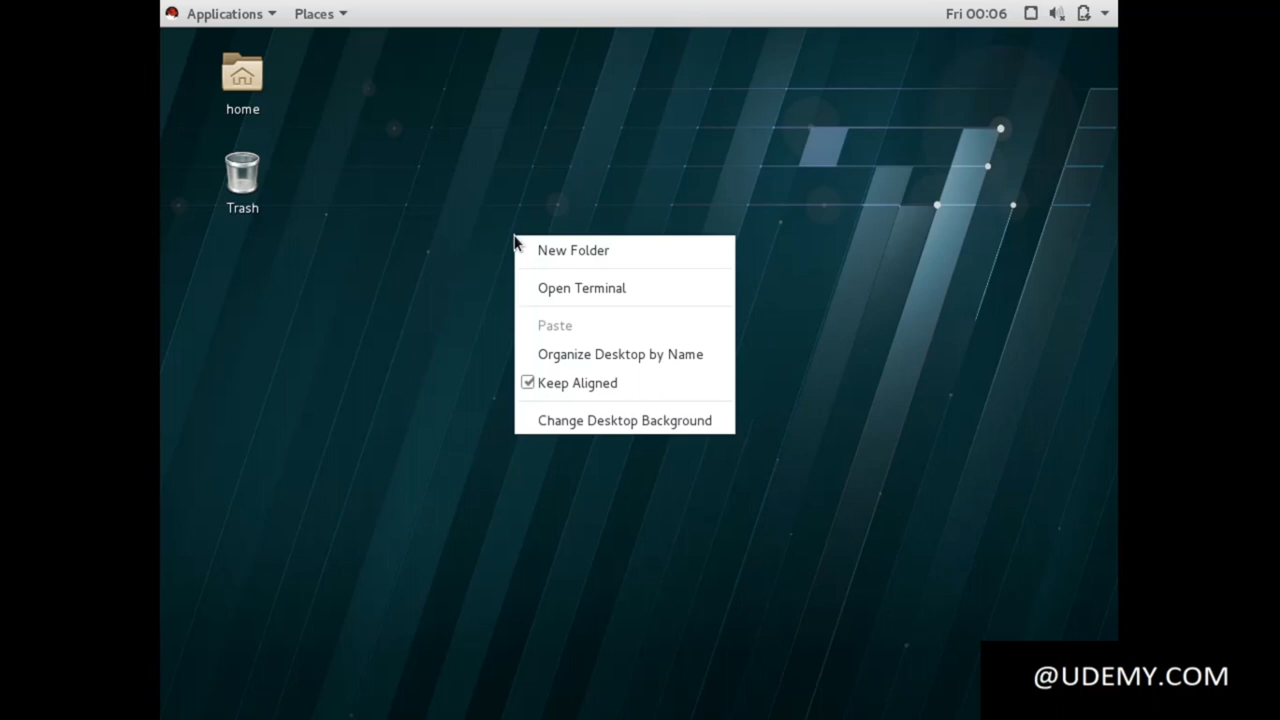 Applications Places Fri 00:06
home
Trash
New Folder
Open Terminal
Paste
Organize Desktop by Name
Keep Aligned
Change Desktop Background
@UDEMY.COM